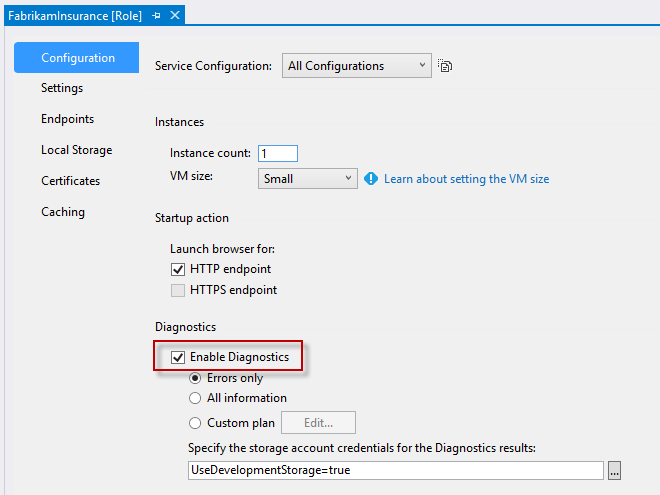 FabrikamInsurance [Role]
Configuration
Settings
Endpoints
Local Storage
Certificates
Caching
Service Configuration: All Configurations
Instances
Instance count: 1
VM size: Small Learn about setting the VM size
Startup action
Launch browser for:
HTTP endpoint
HTTPS endpoint
Diagnostics
Enable Diagnostics
Errors only
All information
Custom plan Edit...
Specify the storage account credentials for the Diagnostics results:
UseDevelopmentStorage=true ...